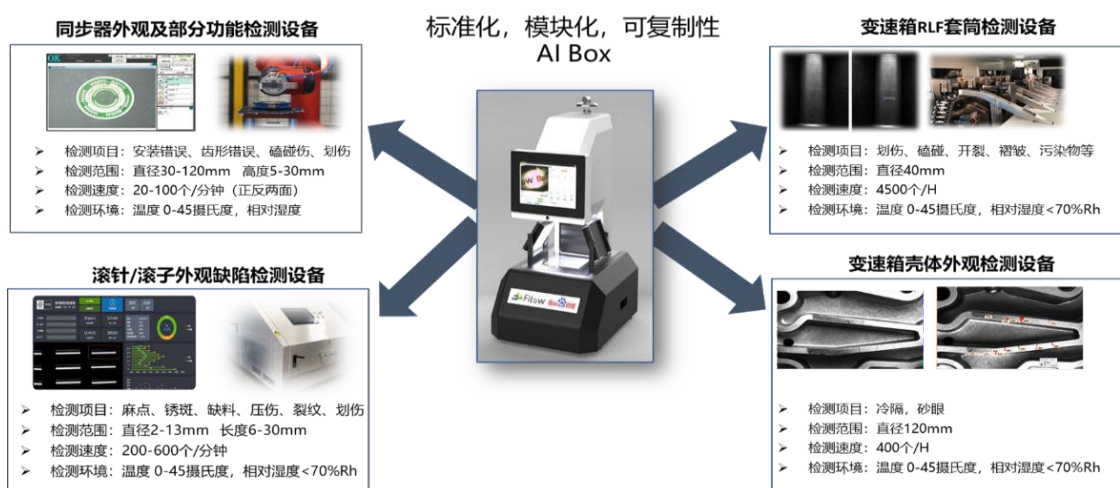 标准化，模块化，可复制性
AI Box
同步器外观及部分功能检测设备
OK
➢ 检测项目：安装错误、齿形错误、磕碰伤、划伤
➢ 检测范围：直径30-120mm 高度5-30mm
➢ 检测速度：20-100个/分钟（正反两面）
➢ 检测环境：温度 0-45摄氏度，相对湿度
变速箱RLF套筒检测设备
➢ 检测项目：划伤、磕碰、开裂、褶皱、污染物等
➢ 检测范围：直径40mm
➢ 检测速度：4500个/H
➢ 检测环境：温度 0-45摄氏度，相对湿度<70%Rh
Fitow Bai百度
滚针/滚子外观缺陷检测设备
➢ 检测项目：麻点、锈斑、缺料、压伤、裂纹、划伤
➢ 检测范围：直径2-13mm 长度6-30mm
➢ 检测速度：200-600个/分钟
➢ 检测环境：温度 0-45摄氏度，相对湿度<70%Rh
变速箱壳体外观检测设备
➢ 检测项目：冷隔，砂眼
➢ 检测范围：直径120mm
➢ 检测速度：400个/H
➢ 检测环境：温度 0-45摄氏度，相对湿度<70%Rh